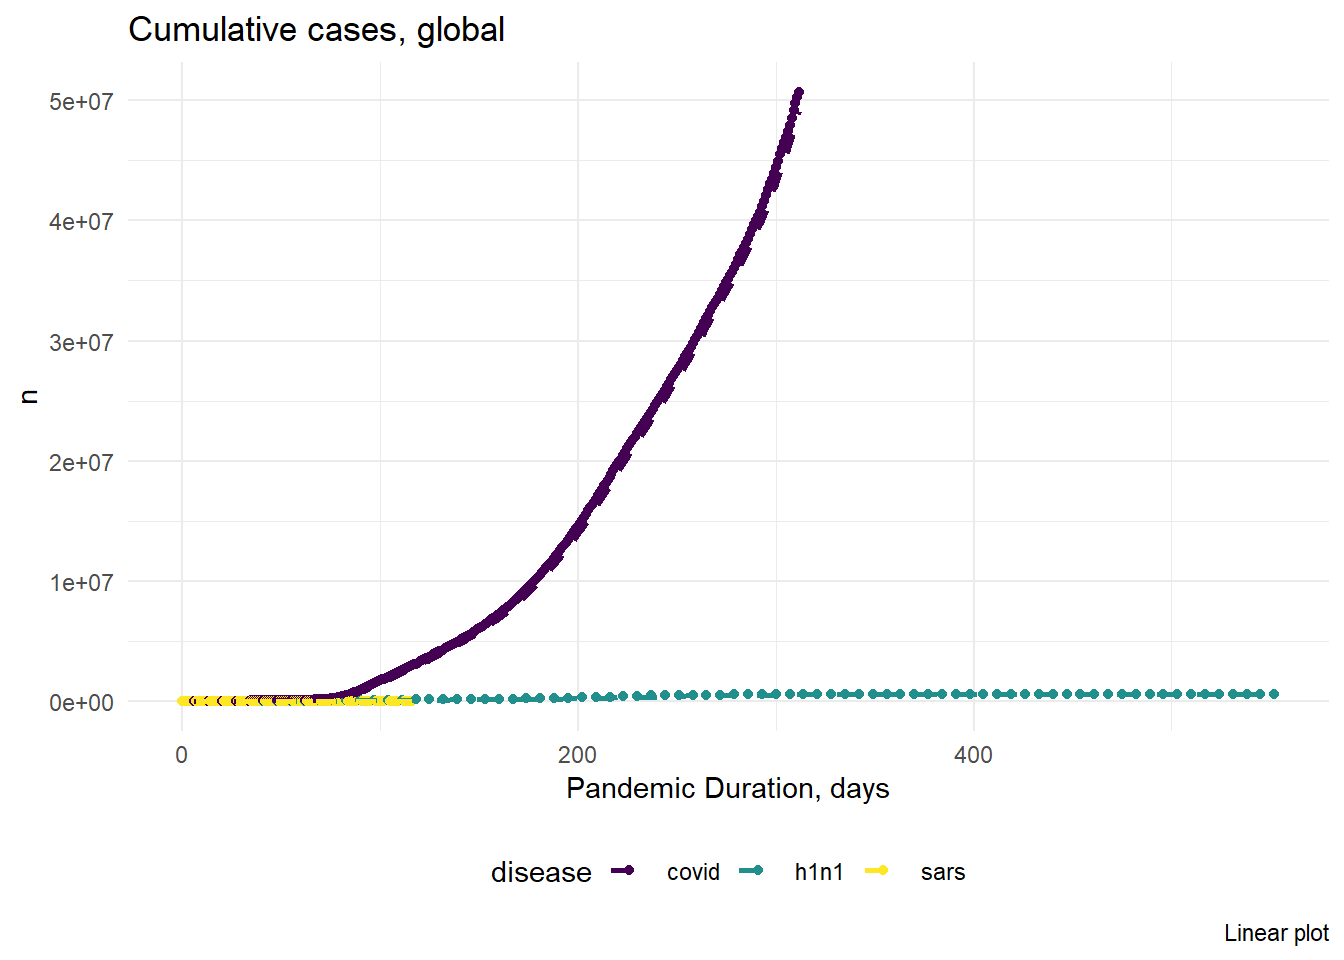 Cumulative cases, global
5e+07
4e+07
3e+07
2e+07
1e+07
0e+00
n
0 200 400
Pandemic Duration, days
disease covid h1n1 sars
Linear plot